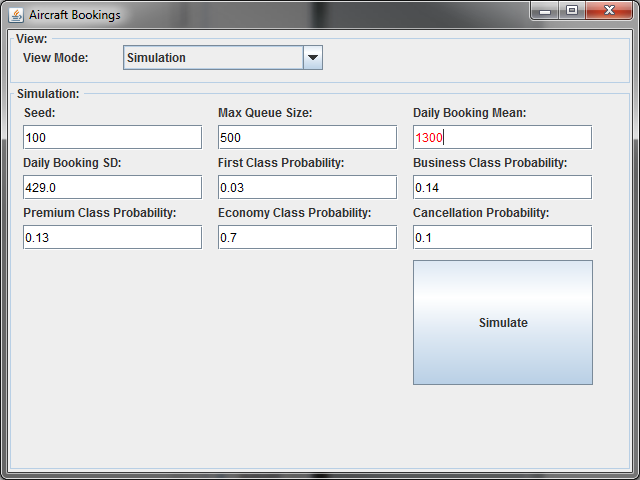 Aircraft Bookings
View:
View Mode: Simulation
Simulation:
Seed: Max Queue Size: Daily Booking Mean:
100 500 1300
Daily Booking SD: First Class Probability: Business Class Probability:
429.0 0.03 0.14
Premium Class Probability: Economy Class Probability: Cancellation Probability:
0.13 0.7 0.1
Simulate